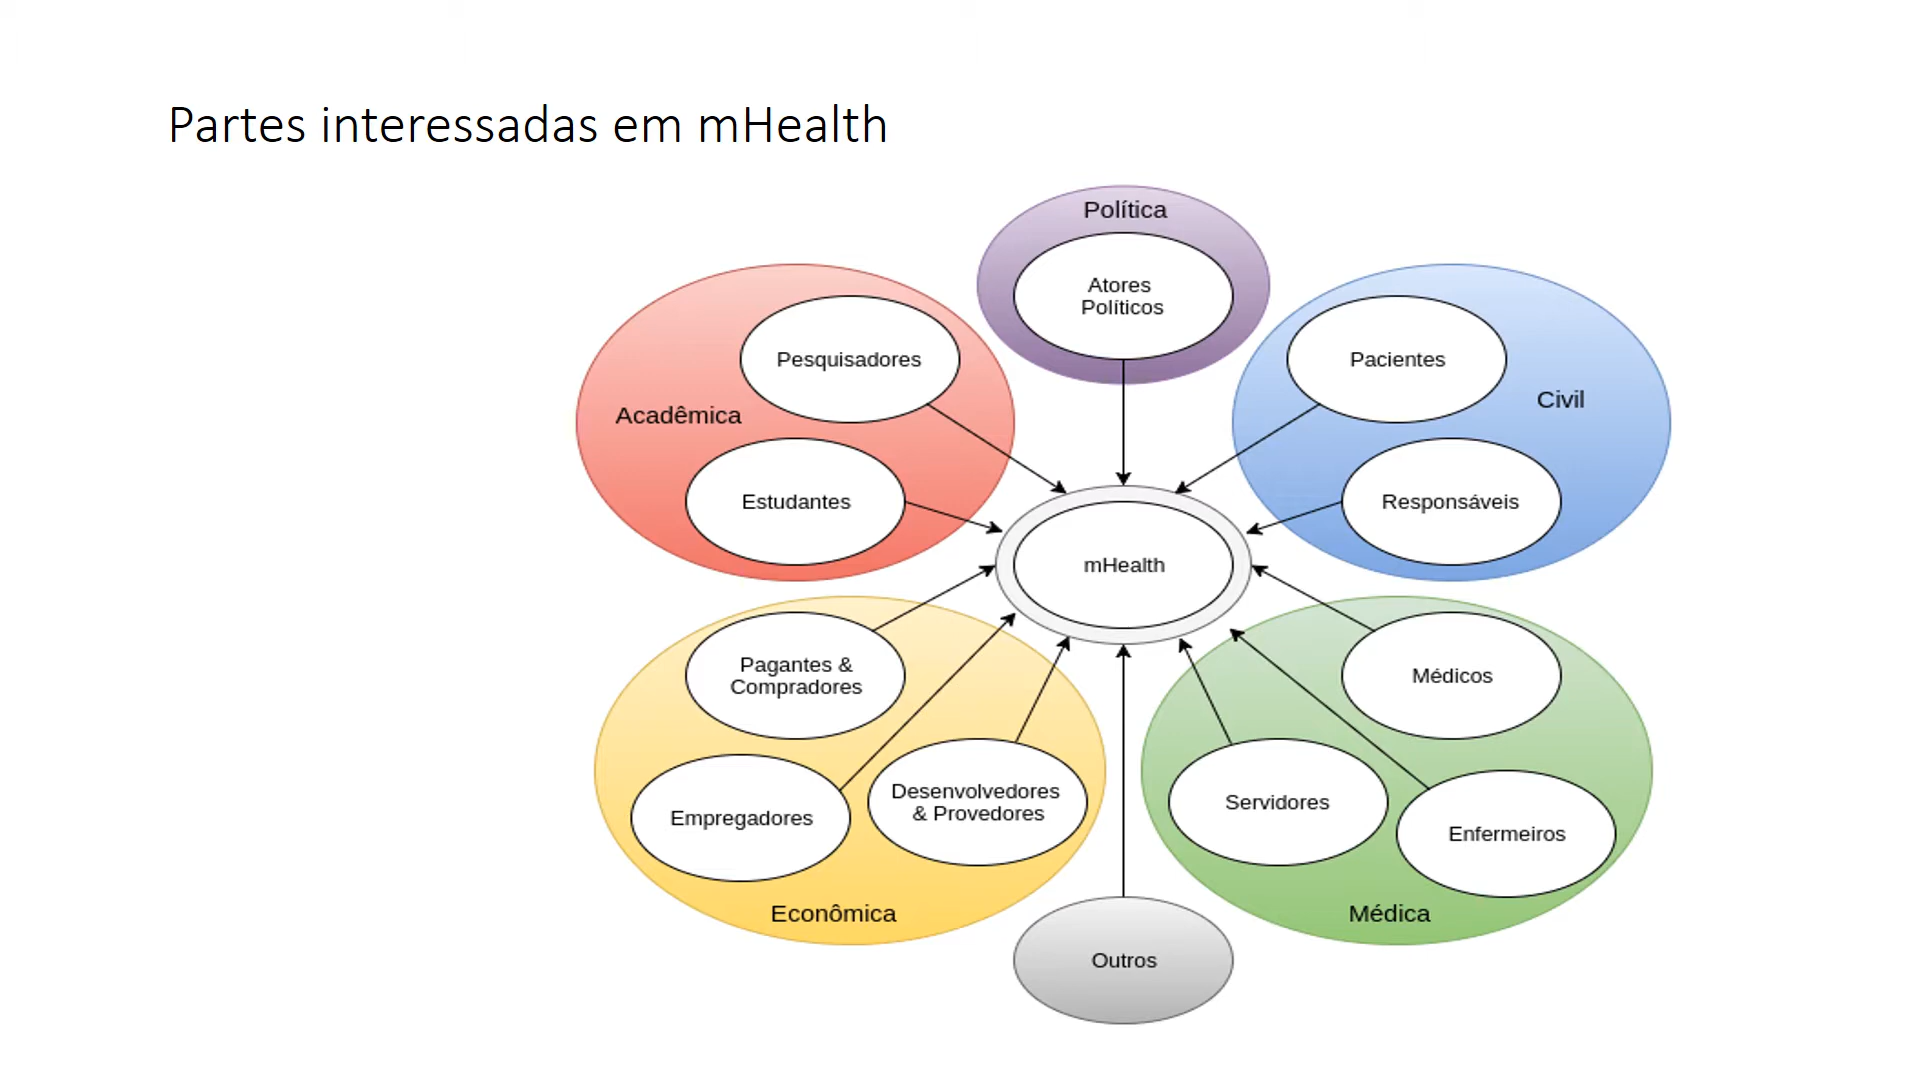 Partes interessadas em mHealth
Política
Atores
Políticos
Pesquisadores
Acadêmica
Estudantes
Pacientes
Civil
Responsáveis
mHealth
Pagantes &
Compradores
Empregadores
Desenvolvedores
& Provedores
Econômica
Médicos
Servidores
Enfermeiros
Médica
Outros